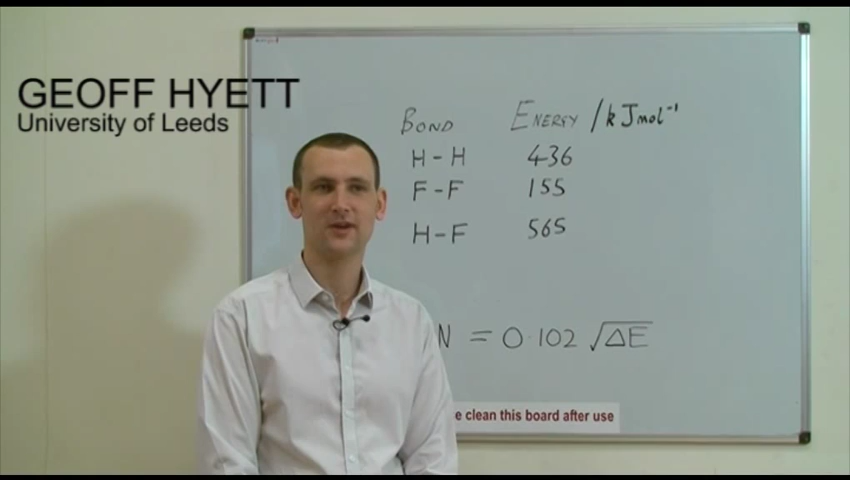 GEOFF HYETT
University of Leeds
BOND ENERGY /kJmol⁻¹
H-H 436
F-F 155
H-F 565
N = 0.102 √ΔE
clean this board after use